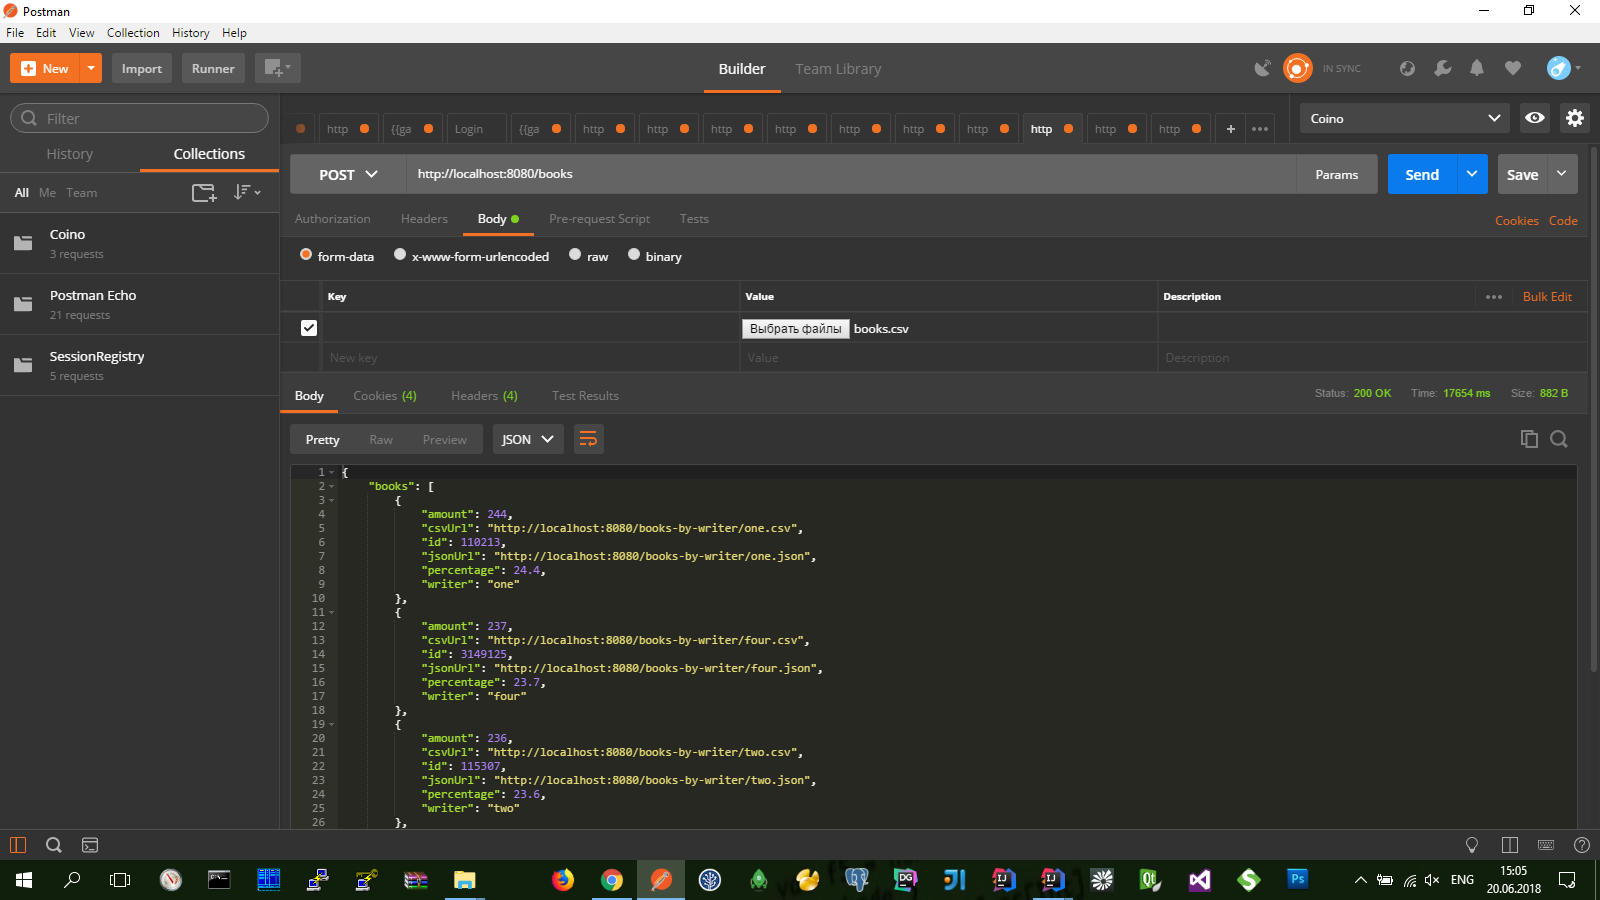 Postman
File Edit View Collection History Help
New Import Runner Builder Team Library IN SYNC
Filter
History Collections
All Me Team
Coino
3 requests
Postman Echo
21 requests
SessionRegistry
5 requests
http {{ga Login {{ga http http http http http http http http http + Coino
POST http://localhost:8080/books Params Send Save
Authorization Headers Body Pre-request Script Tests Cookies Code
form-data x-www-form-urlencoded raw binary
Key Value Description Bulk Edit
Выбрать файлы books.csv
New key Value Description
Body Cookies (4) Headers (4) Test Results Status: 200 OK Time: 17654 ms Size: 882 B
Pretty Raw Preview JSON
1 {
2 "books": [
3 {
4 "amount": 244,
5 "csvUrl": "http://localhost:8080/books-by-writer/one.csv",
6 "id": 110213,
7 "jsonUrl": "http://localhost:8080/books-by-writer/one.json",
8 "percentage": 24.4,
9 "writer": "one"
10 },
11 {
12 "amount": 237,
13 "csvUrl": "http://localhost:8080/books-by-writer/four.csv",
14 "id": 3149125,
15 "jsonUrl": "http://localhost:8080/books-by-writer/four.json",
16 "percentage": 23.7,
17 "writer": "four"
18 },
19 {
20 "amount": 236,
21 "csvUrl": "http://localhost:8080/books-by-writer/two.csv",
22 "id": 115307,
23 "jsonUrl": "http://localhost:8080/books-by-writer/two.json",
24 "percentage": 23.6,
25 "writer": "two"
26 },
DG IJ IJ Qt Ps ENG 15:05
20.06.2018